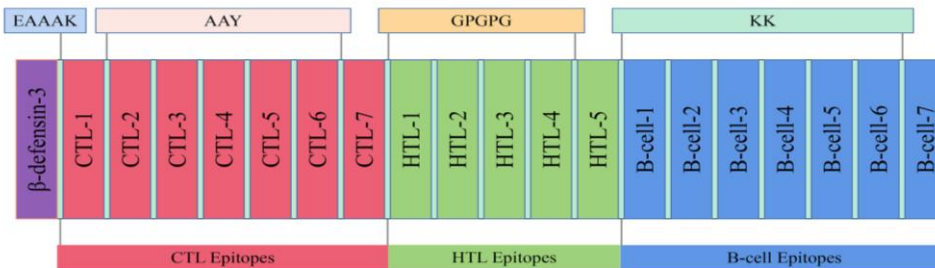 EAAAK AAY GPGPG KK
β-defensin-3
CTL-1
CTL-2
CTL-3
CTL-4
CTL-5
CTL-6
CTL-7
HTL-1
HTL-2
HTL-3
HTL-4
HTL-5
B-cell-1
B-cell-2
B-cell-3
B-cell-4
B-cell-5
B-cell-6
B-cell-7
CTL Epitopes HTL Epitopes B-cell Epitopes